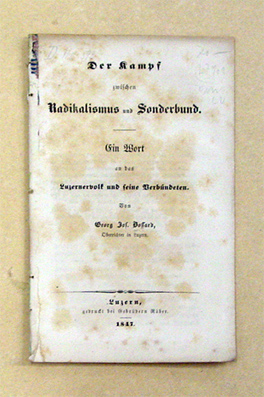 Der Kampf
zwischen
Radikalismus und Sonderbund.
Ein Wort
an das
Luzernervolk und seine Verbündeten.
Von
Georg Jos. Bossard,
in
Luzern,
gedruckt bei Gebrüdern Räber.
1847.